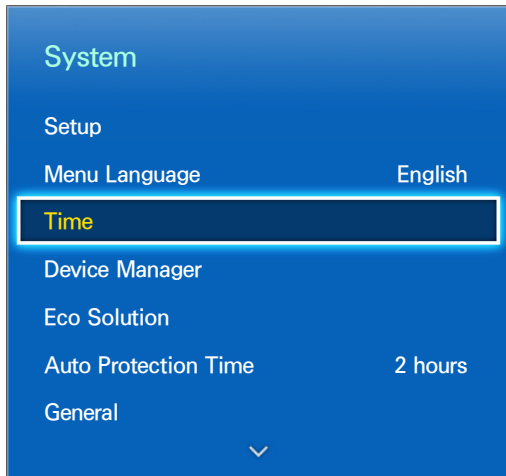 System
Setup
Menu Language English
Time
Device Manager
Eco Solution
Auto Protection Time 2 hours
General